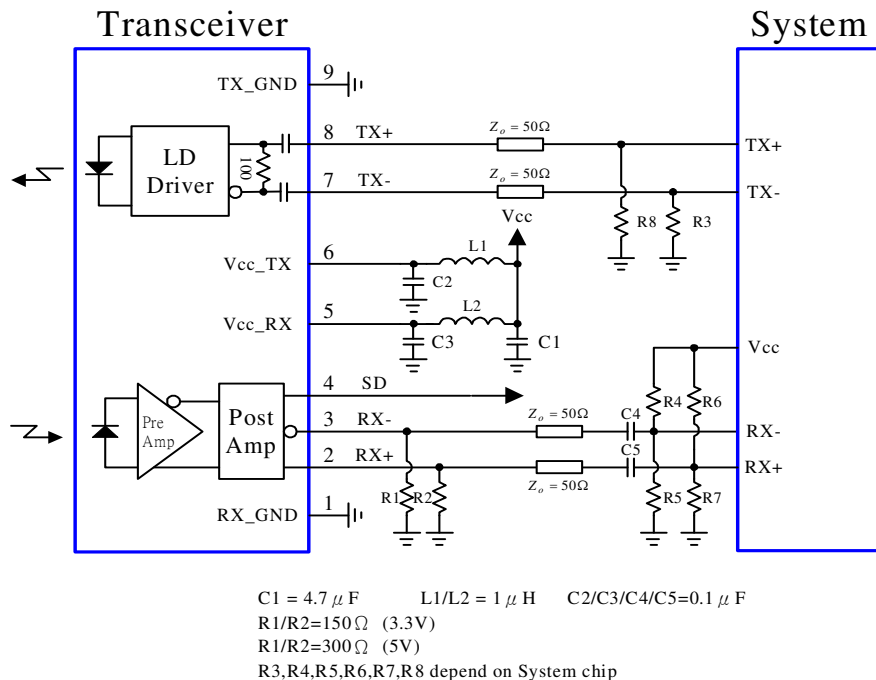 Transceiver
System
TX_GND
9
LD
Driver
100
8
TX+
Z_o = 50Ω
TX+
7
TX-
Z_o = 50Ω
TX-
R8
R3
Vcc
Vcc_TX
6
L1
C2
Vcc_RX
5
L2
C3
C1
Vcc
4
SD
R4
R6
Pre
Amp
Post
Amp
3
RX-
Z_o = 50Ω
C4
RX-
2
RX+
Z_o = 50Ω
C5
RX+
R1
R2
R5
R7
RX_GND
1
C1 = 4.7 μ F L1/L2 = 1 μ H C2/C3/C4/C5=0.1 μ F
R1/R2=150Ω (3.3V)
R1/R2=300Ω (5V)
R3,R4,R5,R6,R7,R8 depend on System chip